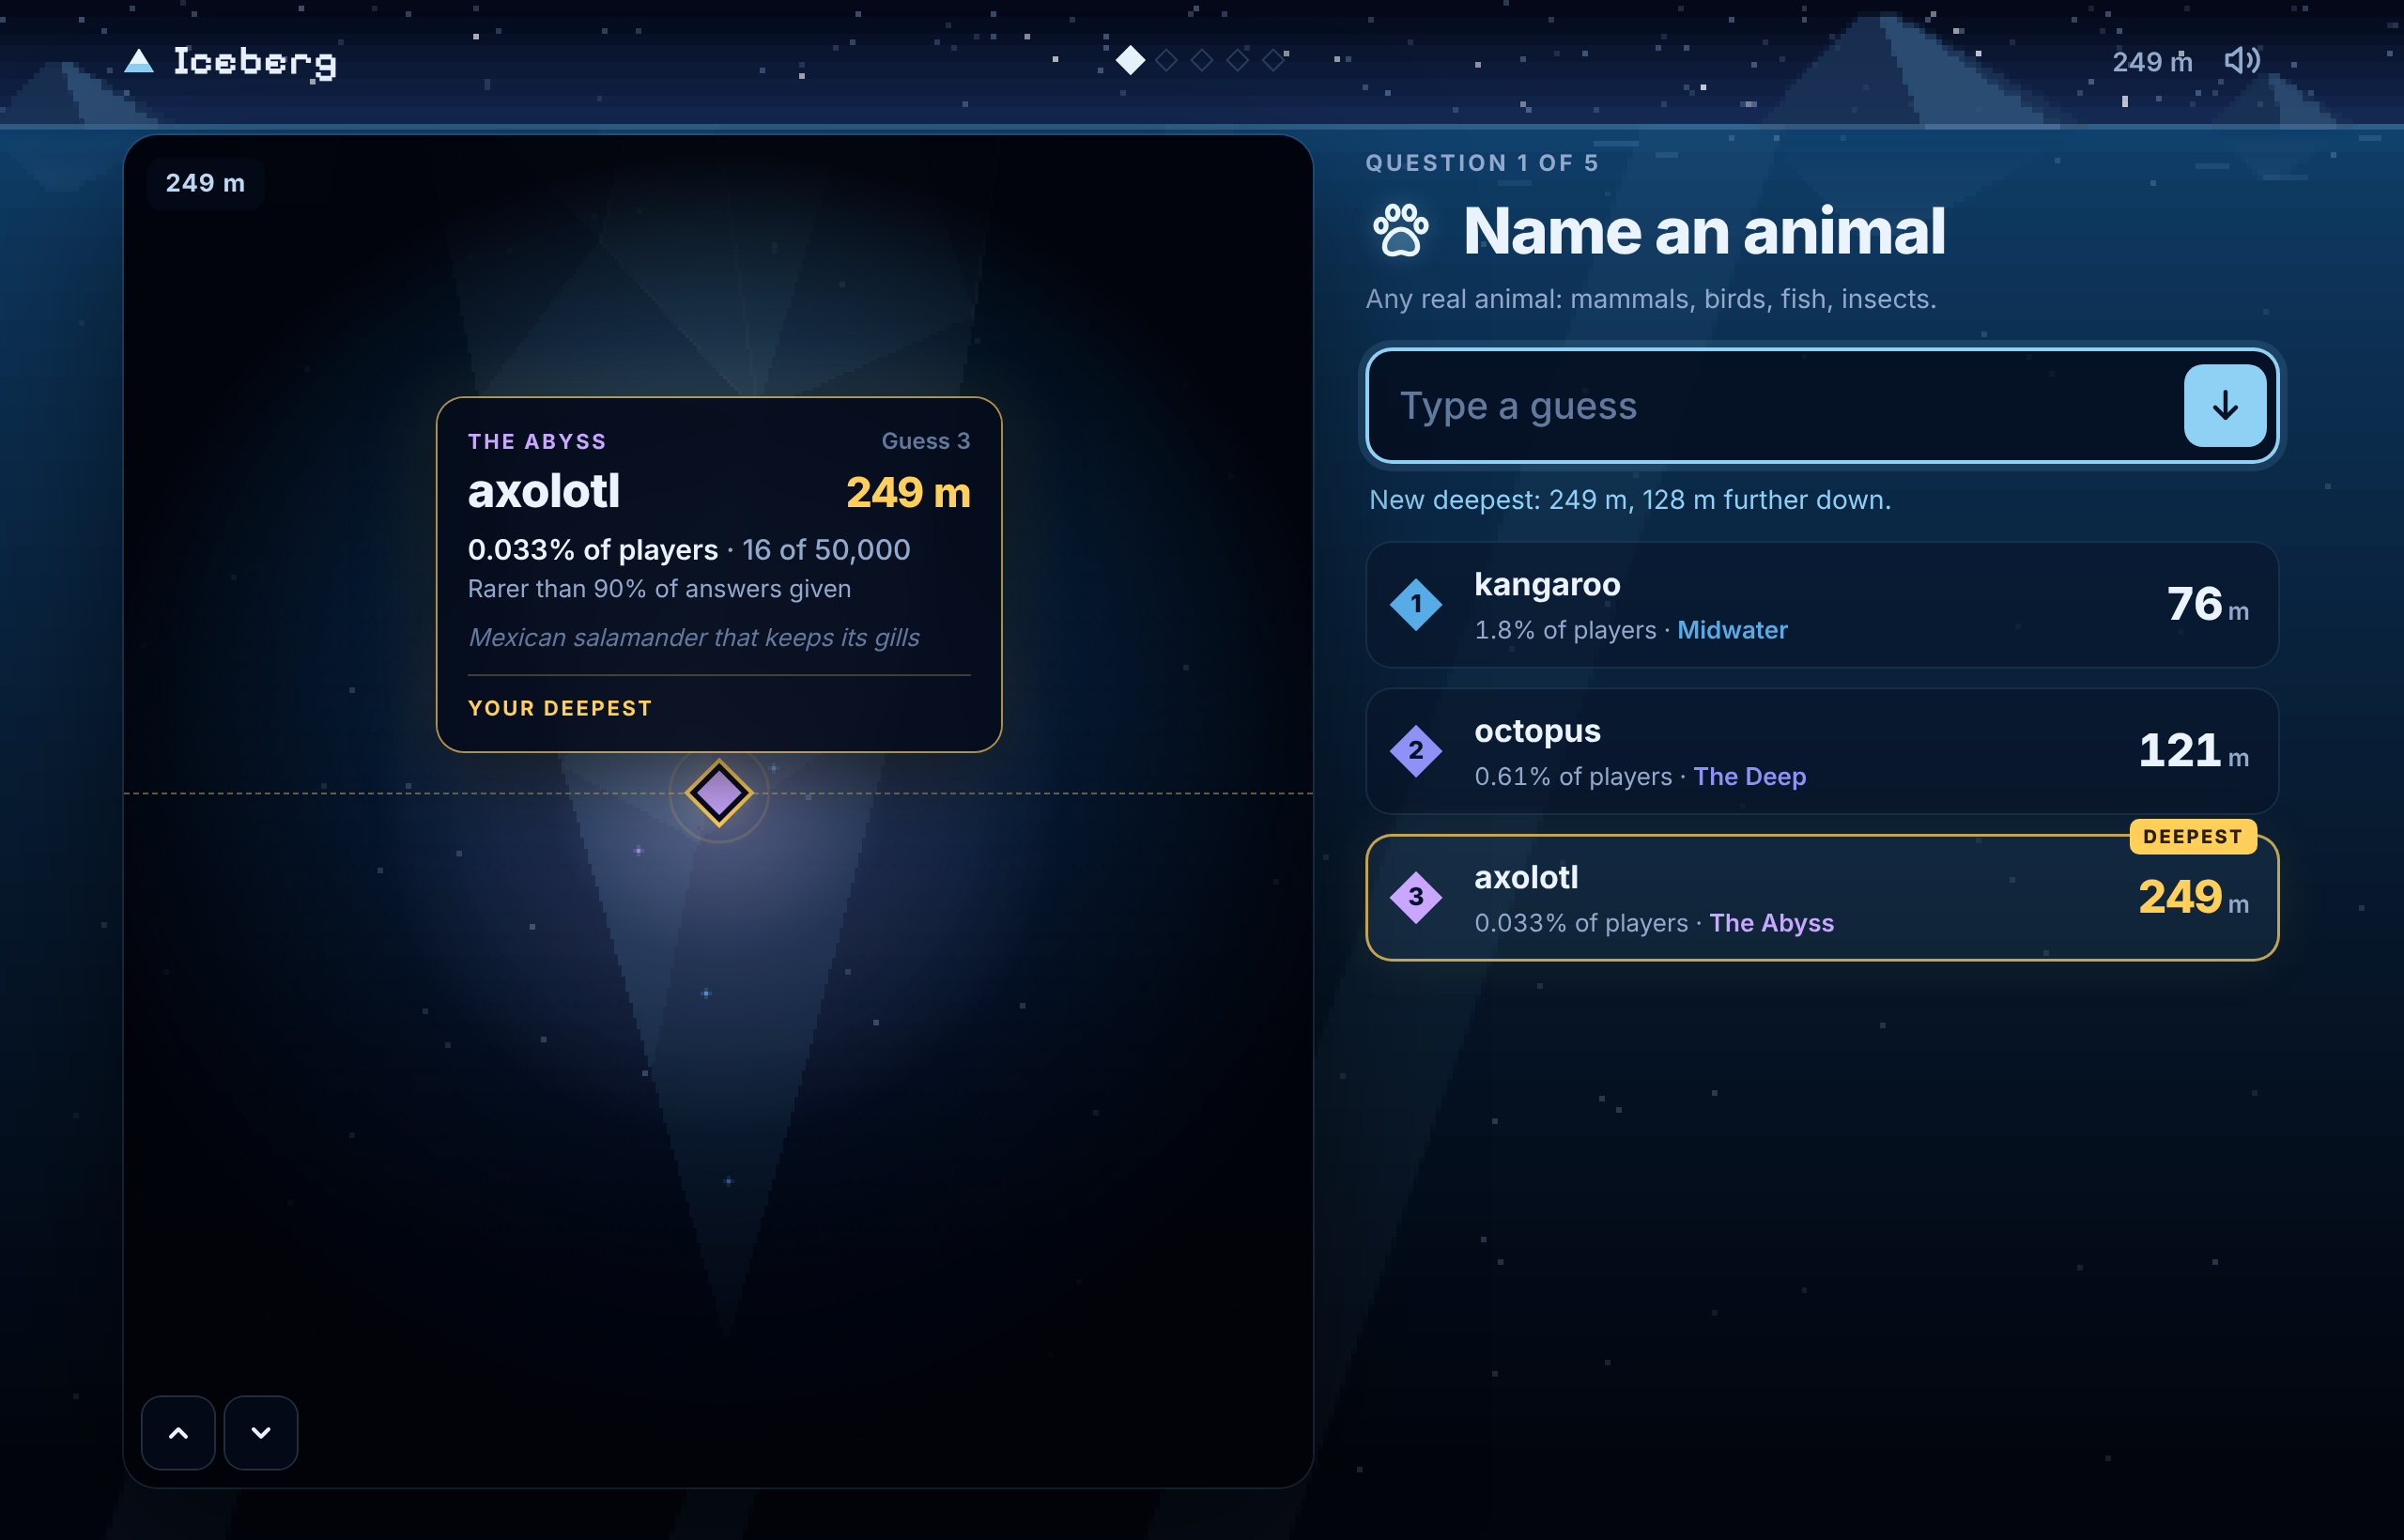 Iceberg
249 m
249 m
THE ABYSS
Guess 3
axolotl
249 m
0.033% of players · 16 of 50,000
Rarer than 90% of answers given
Mexican salamander that keeps its gills
YOUR DEEPEST
QUESTION 1 OF 5
Name an animal
Any real animal: mammals, birds, fish, insects.
Type a guess
New deepest: 249 m, 128 m further down.
1
kangaroo
76 m
1.8% of players · Midwater
2
octopus
121 m
0.61% of players · The Deep
DEEPEST
3
axolotl
249 m
0.033% of players · The Abyss